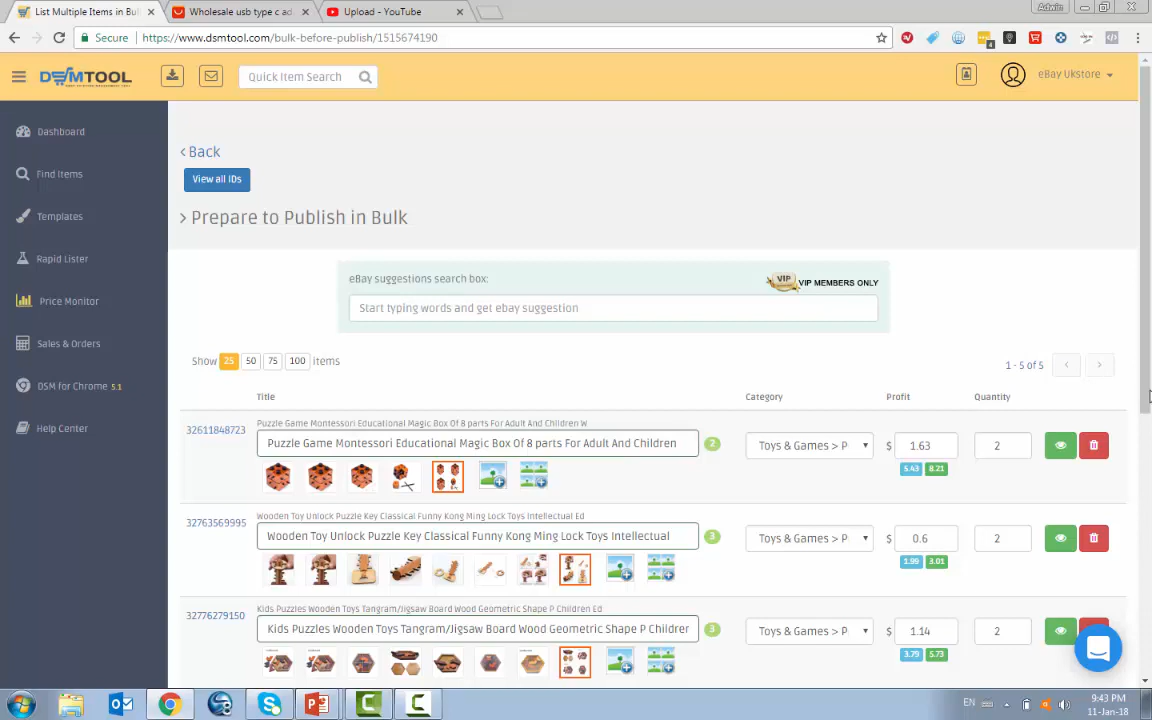 List Multiple Items in Bul
Wholesale usb type c ad
Upload - YouTube
Admin
Secure
https://www.dsmtool.com/bulk-before-publish/1515674190
4
DSMTOOL
Quick Item Search
eBay Ukstore
Dashboard
Find Items
Templates
Rapid Lister
Price Monitor
Sales & Orders
DSM for Chrome 5.1
Help Center
< Back
View all IDs
> Prepare to Publish in Bulk
eBay suggestions search box:
VIP
VIP MEMBERS ONLY
Start typing words and get ebay suggestion
Show 25 50 75 100 items
1 - 5 of 5
Title
Category
Profit
Quantity
32611848723
Puzzle Game Montessori Educational Magic Box Of 8 parts For Adult And Children W
Puzzle Game Montessori Educational Magic Box Of 8 parts For Adult And Children
2
Toys & Games > P
$ 1.63
5.43 8.21
2
32763569995
Wooden Toy Unlock Puzzle Key Classical Funny Kong Ming Lock Toys Intellectual Ed
Wooden Toy Unlock Puzzle Key Classical Funny Kong Ming Lock Toys Intellectual
3
Toys & Games > P
$ 0.6
1.99 3.01
2
32776279150
Kids Puzzles Wooden Toys Tangram/Jigsaw Board Wood Geometric Shape P Children Ed
Kids Puzzles Wooden Toys Tangram/Jigsaw Board Wood Geometric Shape P Childrer
3
Toys & Games > P
$ 1.14
3.79 5.73
2
EN
9:43 PM
11-Jan-18